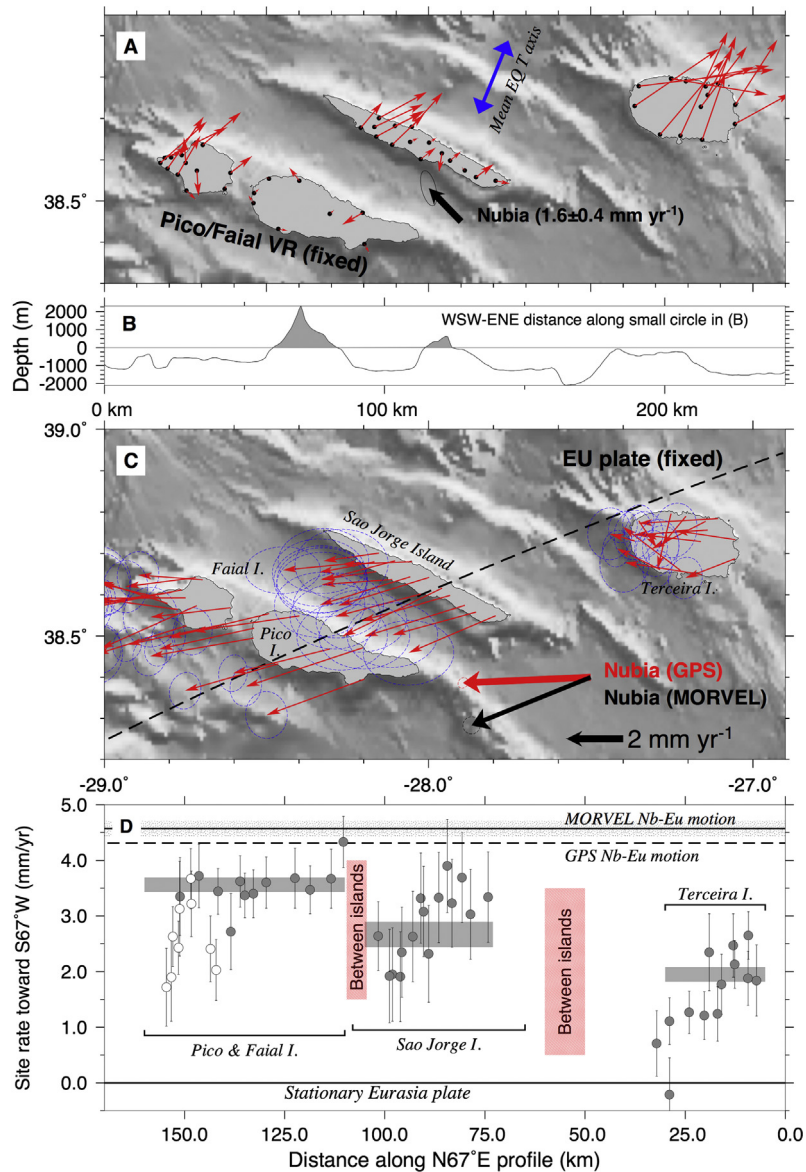 A
Mean EQ T axis
38.5˚
Nubia (1.6±0.4 mm yr-1)
Pico/Faial VR (fixed)
B
WSW-ENE distance along small circle in (B)
Depth (m)
2000
1000
0
-1000
-2000
0 km
100 km
200 km
39.0˚
C
EU plate (fixed)
Sao Jorge Island
Faial I.
Terceira I.
Pico
I.
38.5˚
Nubia (GPS)
Nubia (MORVEL)
2 mm yr-1
-29.0˚
-28.0˚
-27.0˚
5.0
D
MORVEL Nb-Eu motion
GPS Nb-Eu motion
4.0
3.0
2.0
1.0
0.0
Site rate toward S67˚W (mm/yr)
Between islands
Between islands
Terceira I.
Pico & Faial I.
Sao Jorge I.
Stationary Eurasia plate
150.0
125.0
100.0
75.0
50.0
25.0
0.0
Distance along N67˚E profile (km)